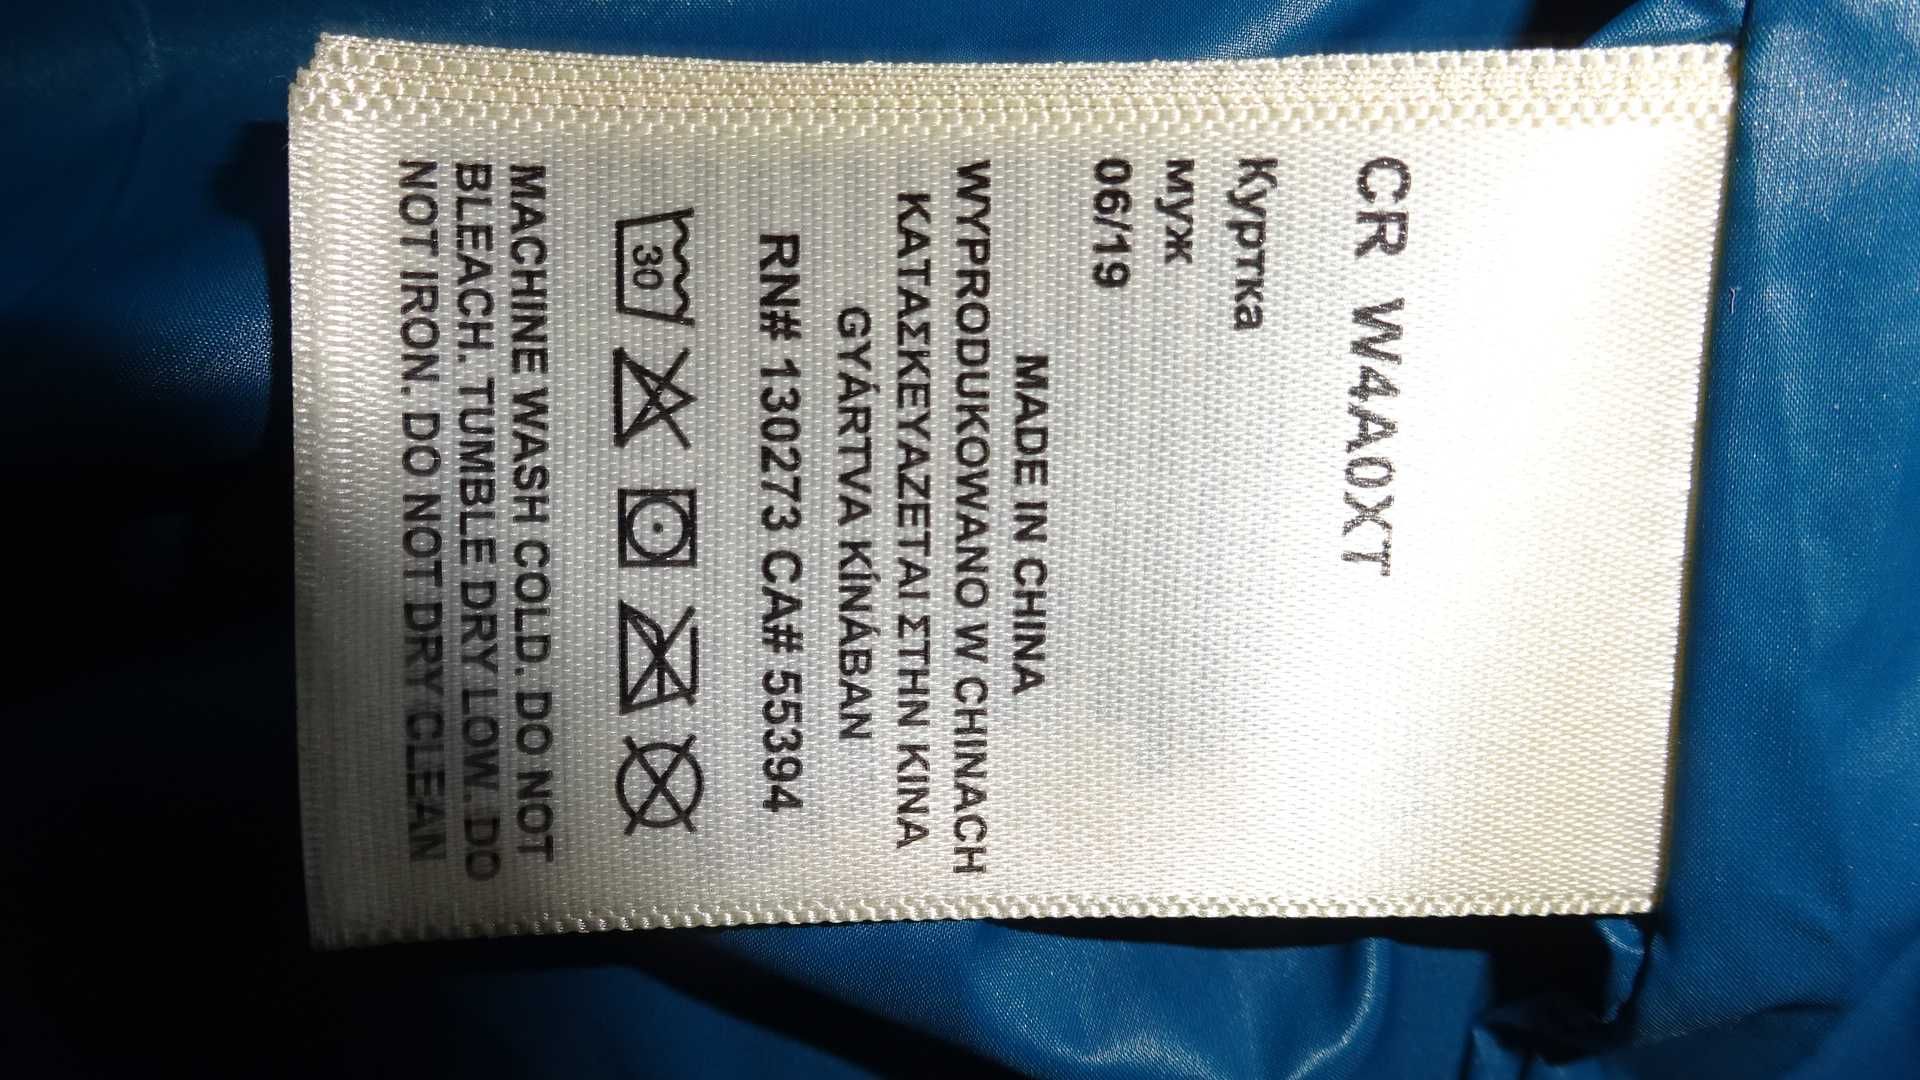 CR W4A0XT
Куртка
муж
06/19
MADE IN CHINA
WYPRODUKOWANO W CHINACH
ΚΑΤΑΣΚΕΥΑΖΕΤΑΙ ΣΤΗΝ ΚΙΝΑ
GYÁRTVA KÍNÁBAN
RN# 130273 CA# 55394
30
MACHINE WASH COLD. DO NOT
BLEACH. TUMBLE DRY LOW. DO
NOT IRON. DO NOT DRY CLEAN